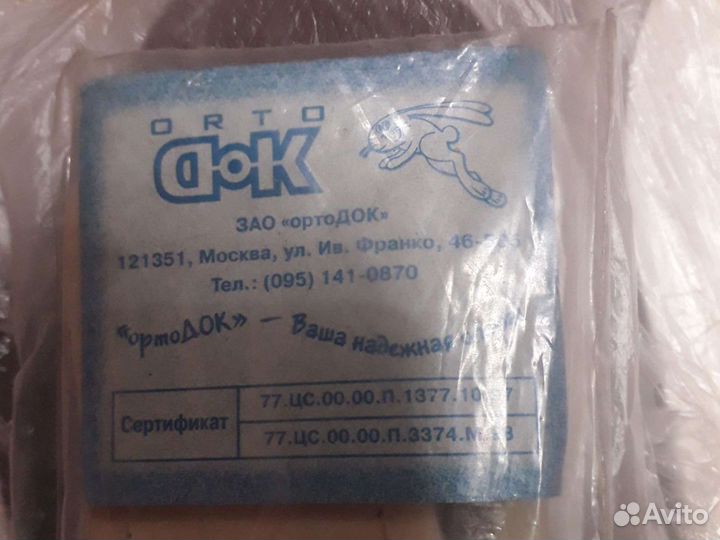 ORTO
ДОК
ЗАО «ортоДОК»
121351, Москва, ул. Ив. Франко,
Тел.: (095) 141-0870
«ортоДОК» — Ваша надежная
Сертификат
77.ЦС.00.00.П.1377.10
77.ЦС.00.00.П.3374.М
Avito